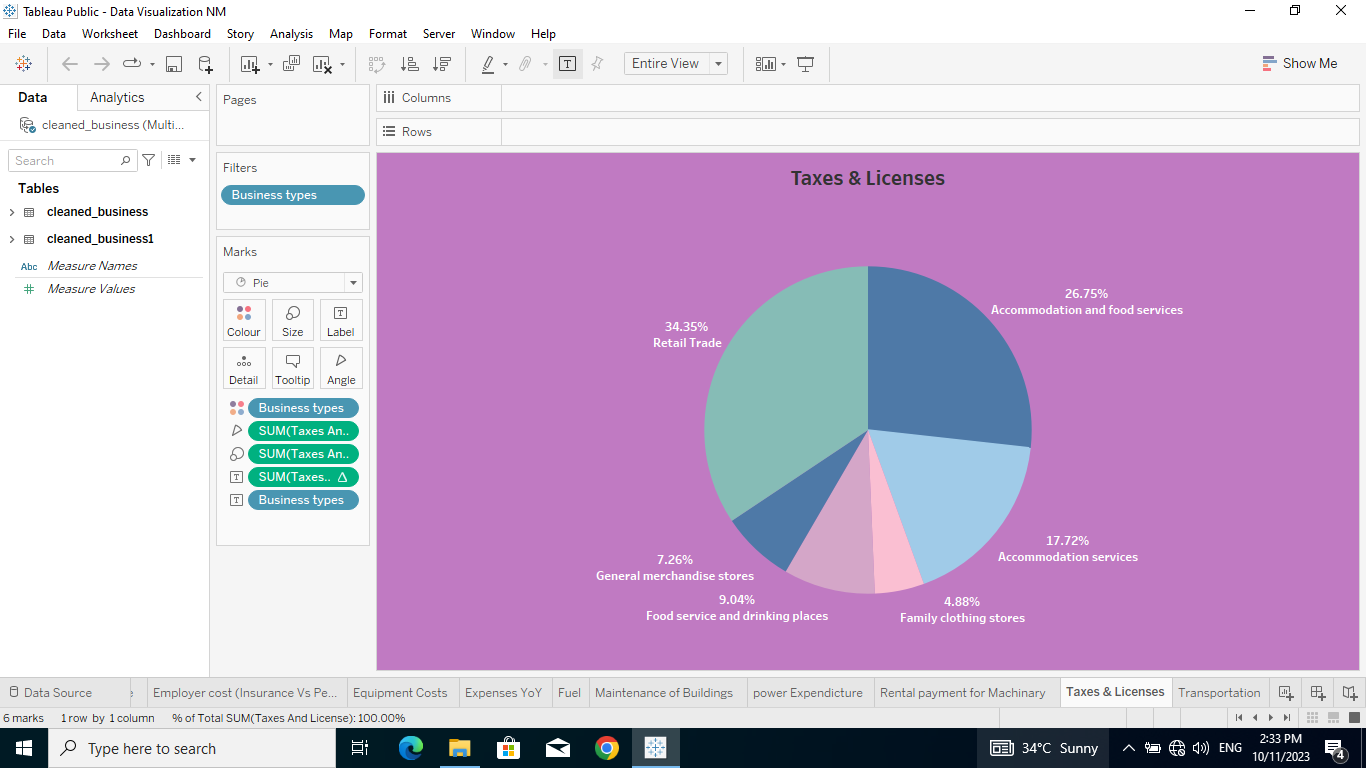 Tableau Public - Data Visualization NM
File Data Worksheet Dashboard Story Analysis Map Format Server Window Help
Entire View
Show Me
Data Analytics
cleaned_business (Multi...
Search
Tables
cleaned_business
cleaned_business1
Abc Measure Names
# Measure Values
Pages
Filters
Business types
Marks
Pie
Colour Size T Label
Detail Tooltip Angle
Business types
SUM(Taxes An..
SUM(Taxes An..
T SUM(Taxes.. Δ
T Business types
Columns
Rows
Taxes & Licenses
26.75%
Accommodation and food services
34.35%
Retail Trade
17.72%
Accommodation services
7.26%
General merchandise stores
9.04%
Food service and drinking places
4.88%
Family clothing stores
Data Source Employer cost (Insurance Vs Pe... Equipment Costs Expenses YoY Fuel Maintenance of Buildings power Expendicture Rental payment for Machinary Taxes & Licenses Transportation
6 marks 1 row by 1 column % of Total SUM(Taxes And License): 100.00%
Type here to search
34°C Sunny
ENG
2:33 PM
10/11/2023
4